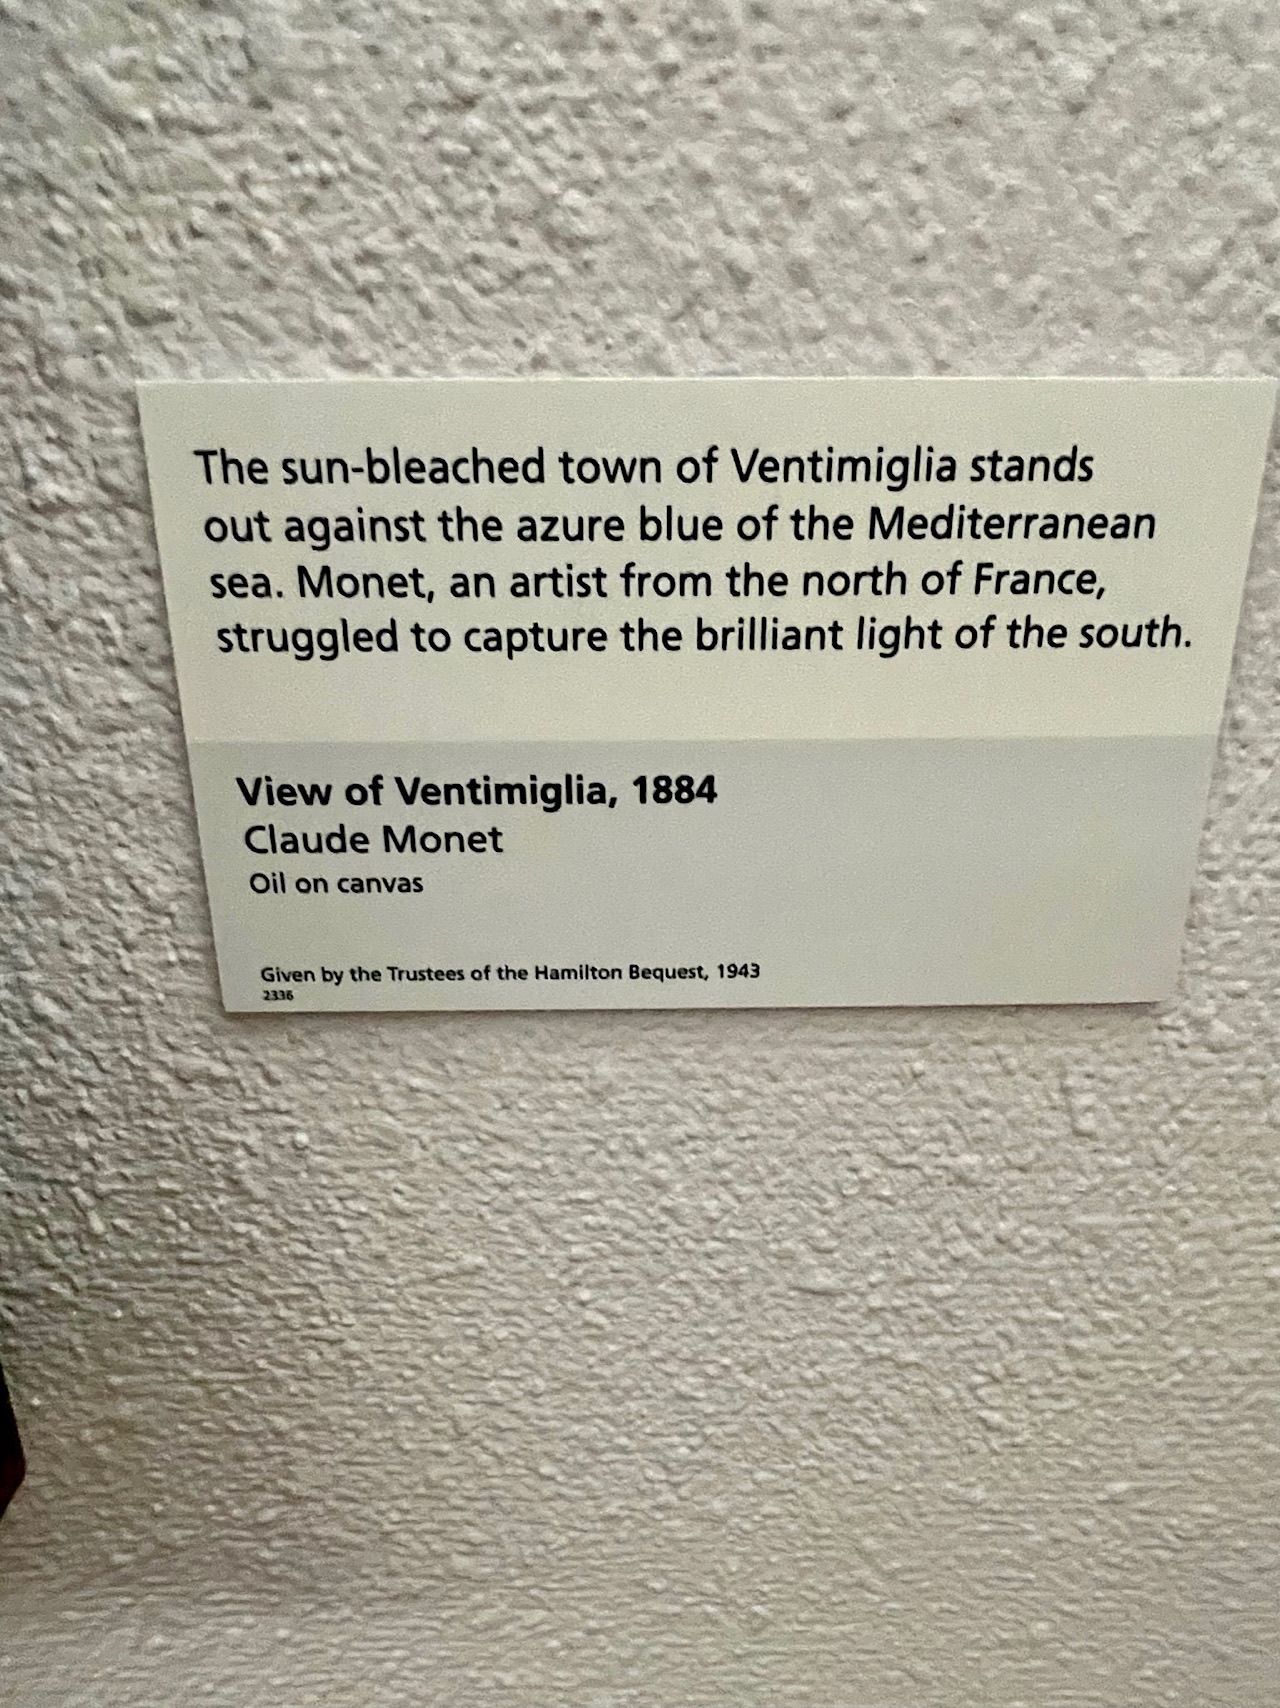 The sun-bleached town of Ventimiglia stands
out against the azure blue of the Mediterranean
sea. Monet, an artist from the north of France,
struggled to capture the brilliant light of the south.
View of Ventimiglia, 1884
Claude Monet
Oil on canvas
Given by the Trustees of the Hamilton Bequest, 1943
2336